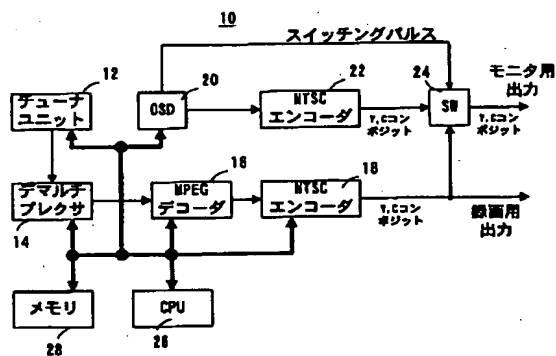 10
スイッチングパルス
12
チューナ
ユニット
20
OSD
22
NTSC
エンコーダ
24
SW
モニタ用
出力
Y,Cコン
ポジット
Y,Cコン
ポジット
デマルチ
プレクサ
14
16
MPEG
デコーダ
18
NTSC
エンコーダ
Y,Cコン
ポジット
録画用
出力
メモリ
28
CPU
26